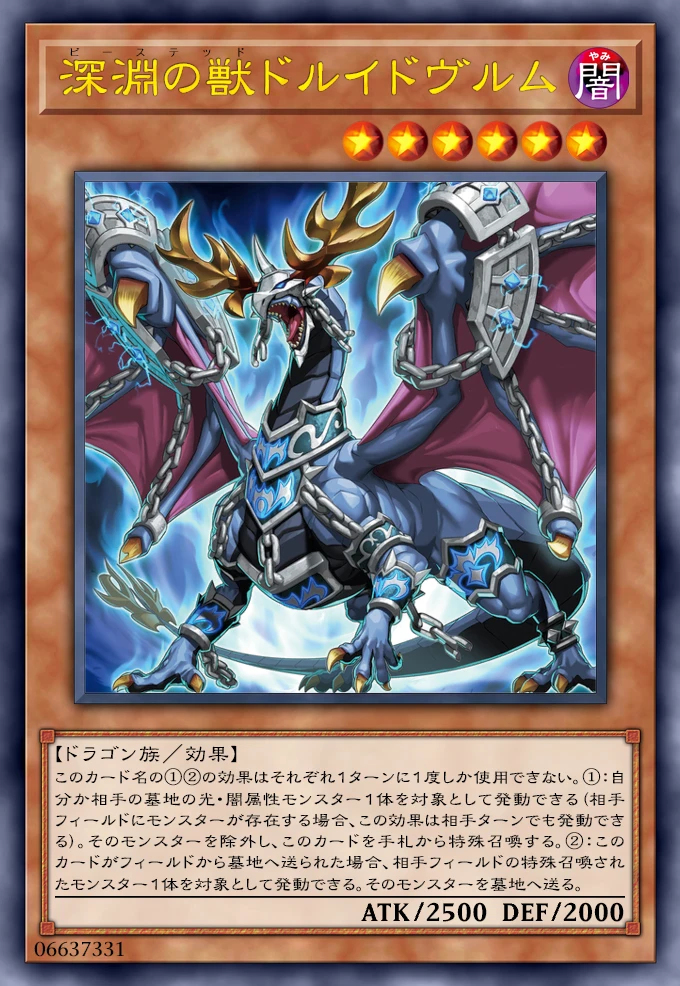 ビーステッド
深淵の獣ドルイドヴルム
やみ
闇
【ドラゴン族／効果】
このカード名の①②の効果はそれぞれ1ターンに1度しか使用できない。①：自
分か相手の墓地の光・闇属性モンスター1体を対象として発動できる(相手
フィールドにモンスターが存在する場合、この効果は相手ターンでも発動でき
る)。そのモンスターを除外し、このカードを手札から特殊召喚する。②：この
カードがフィールドから墓地へ送られた場合、相手フィールドの特殊召喚され
たモンスター1体を対象として発動できる。そのモンスターを墓地へ送る。
ATK/2500 DEF/2000
06637331